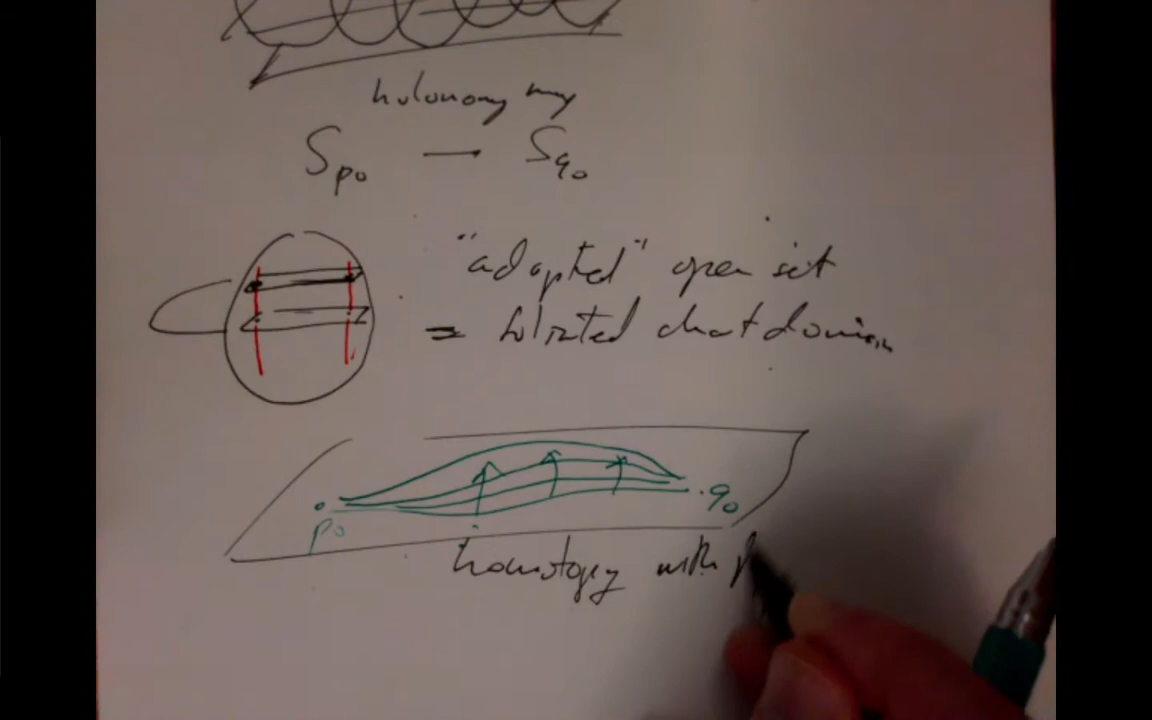 holonomy map
S_{p_0} — S_{q_0}
"adapted" open set
= foliated chart domain
p_0 · q_0
homotopy with